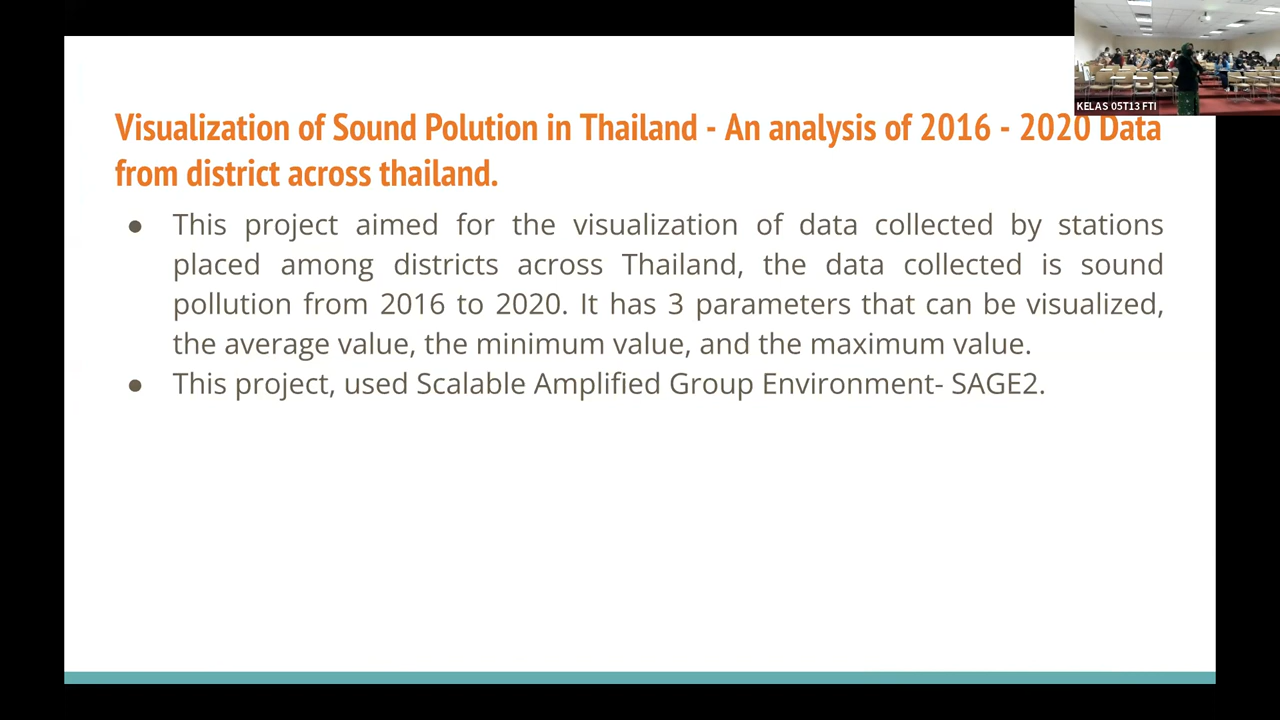 KELAS 05T13 FTI
Visualization of Sound Polution in Thailand - An analysis of 2016 - 2020 Data
from district across thailand.
● This project aimed for the visualization of data collected by stations
placed among districts across Thailand, the data collected is sound
pollution from 2016 to 2020. It has 3 parameters that can be visualized,
the average value, the minimum value, and the maximum value.
● This project, used Scalable Amplified Group Environment- SAGE2.